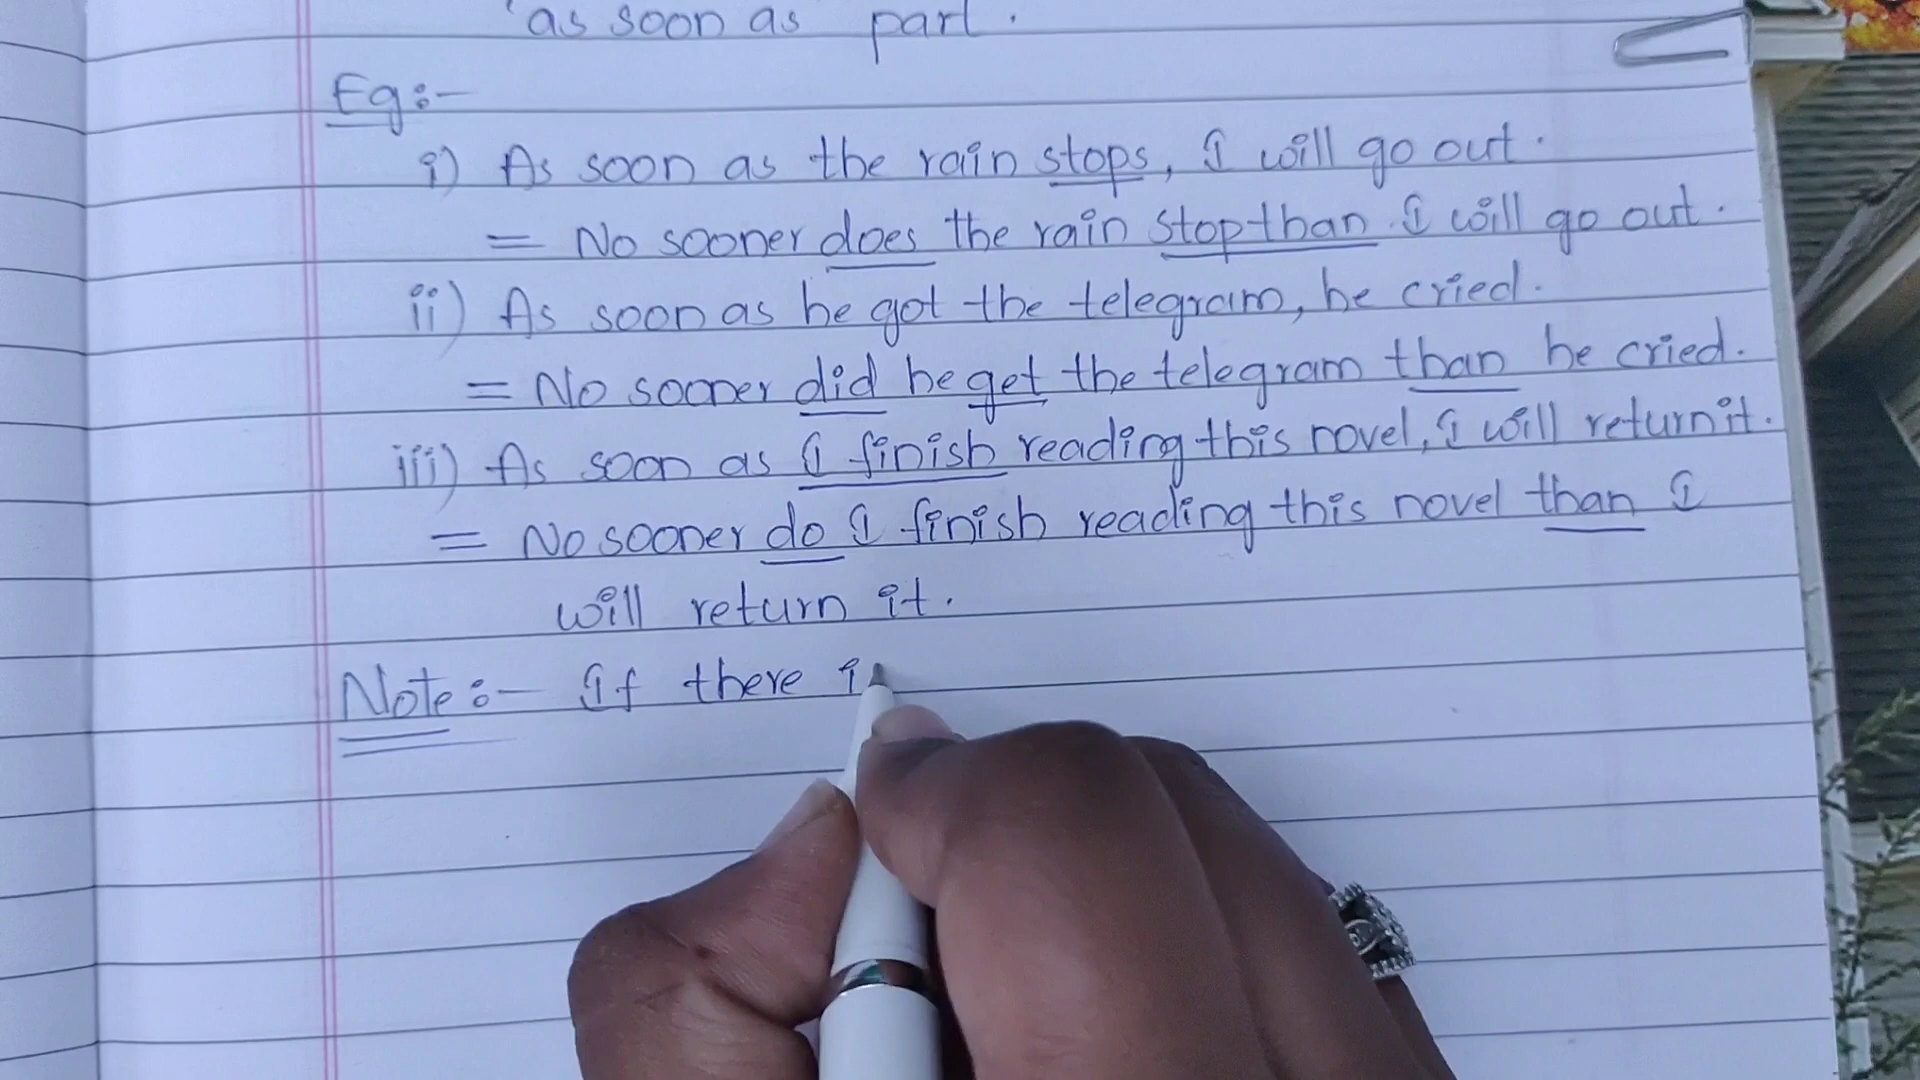 'as soon as part.
Eg:-
i) As soon as the rain stops, I will go out.
= No sooner does the rain stop than I will go out.
ii) As soon as he got the telegram, he cried.
= No sooner did he get the telegram than he cried.
iii) As soon as I finish reading this novel, I will return it.
= No sooner do I finish reading this novel than I
will return it.
Note:- If there i